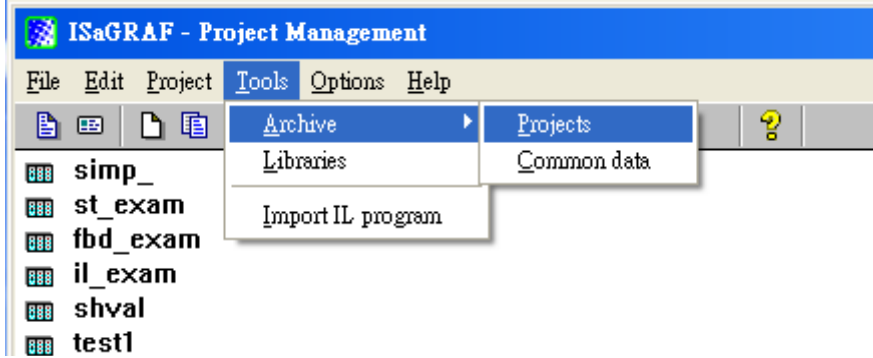 ISaGRAF - Project Management
File Edit Project Tools Options Help
Archive
Projects
Libraries
Common data
Import IL program
simp_
st_exam
fbd_exam
il_exam
shval
test1